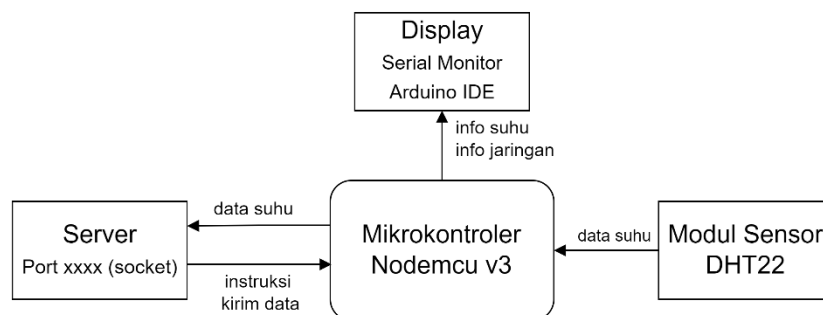 Display
Serial Monitor
Arduino IDE
info suhu
info jaringan
Server
Port xxxx (socket)
data suhu
instruksi
kirim data
Mikrokontroler
Nodemcu v3
data suhu
Modul Sensor
DHT22